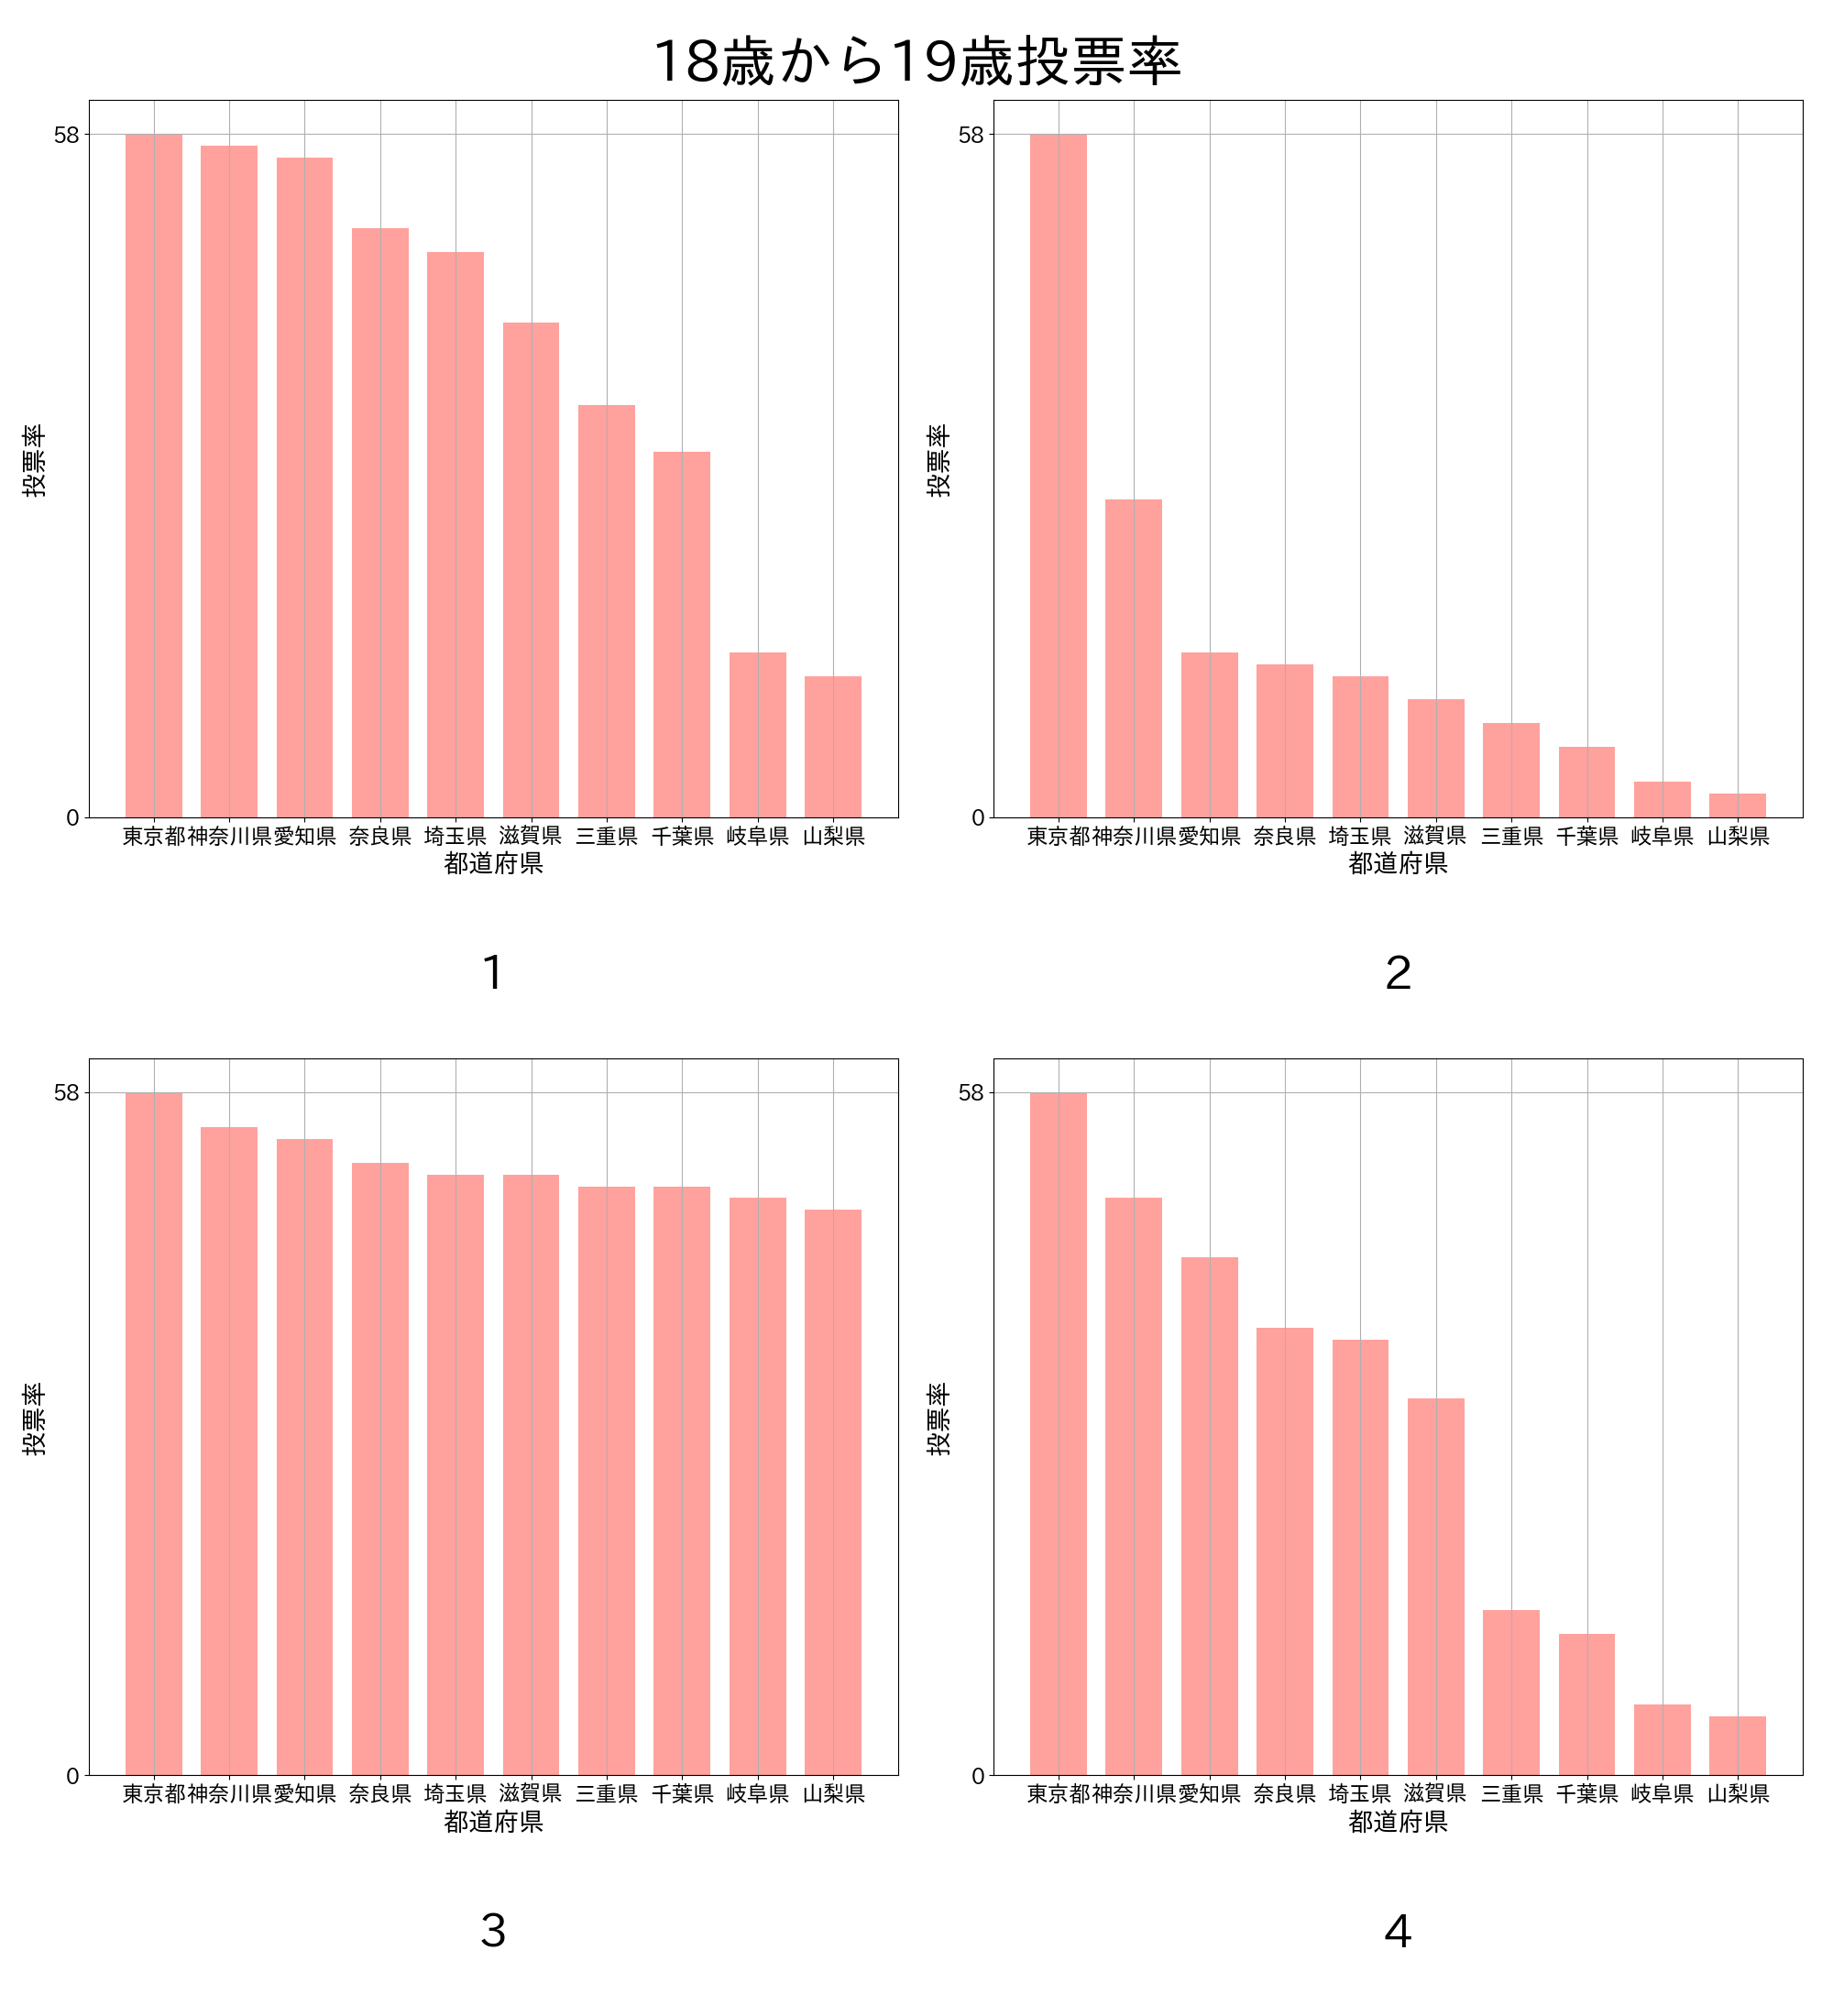 18歳から19歳投票率
58
0
投票率
東京都 神奈川県 愛知県 奈良県 埼玉県 滋賀県 三重県 千葉県 岐阜県 山梨県
都道府県
1
58
0
投票率
東京都 神奈川県 愛知県 奈良県 埼玉県 滋賀県 三重県 千葉県 岐阜県 山梨県
都道府県
2
58
0
投票率
東京都 神奈川県 愛知県 奈良県 埼玉県 滋賀県 三重県 千葉県 岐阜県 山梨県
都道府県
3
58
0
投票率
東京都 神奈川県 愛知県 奈良県 埼玉県 滋賀県 三重県 千葉県 岐阜県 山梨県
都道府県
4